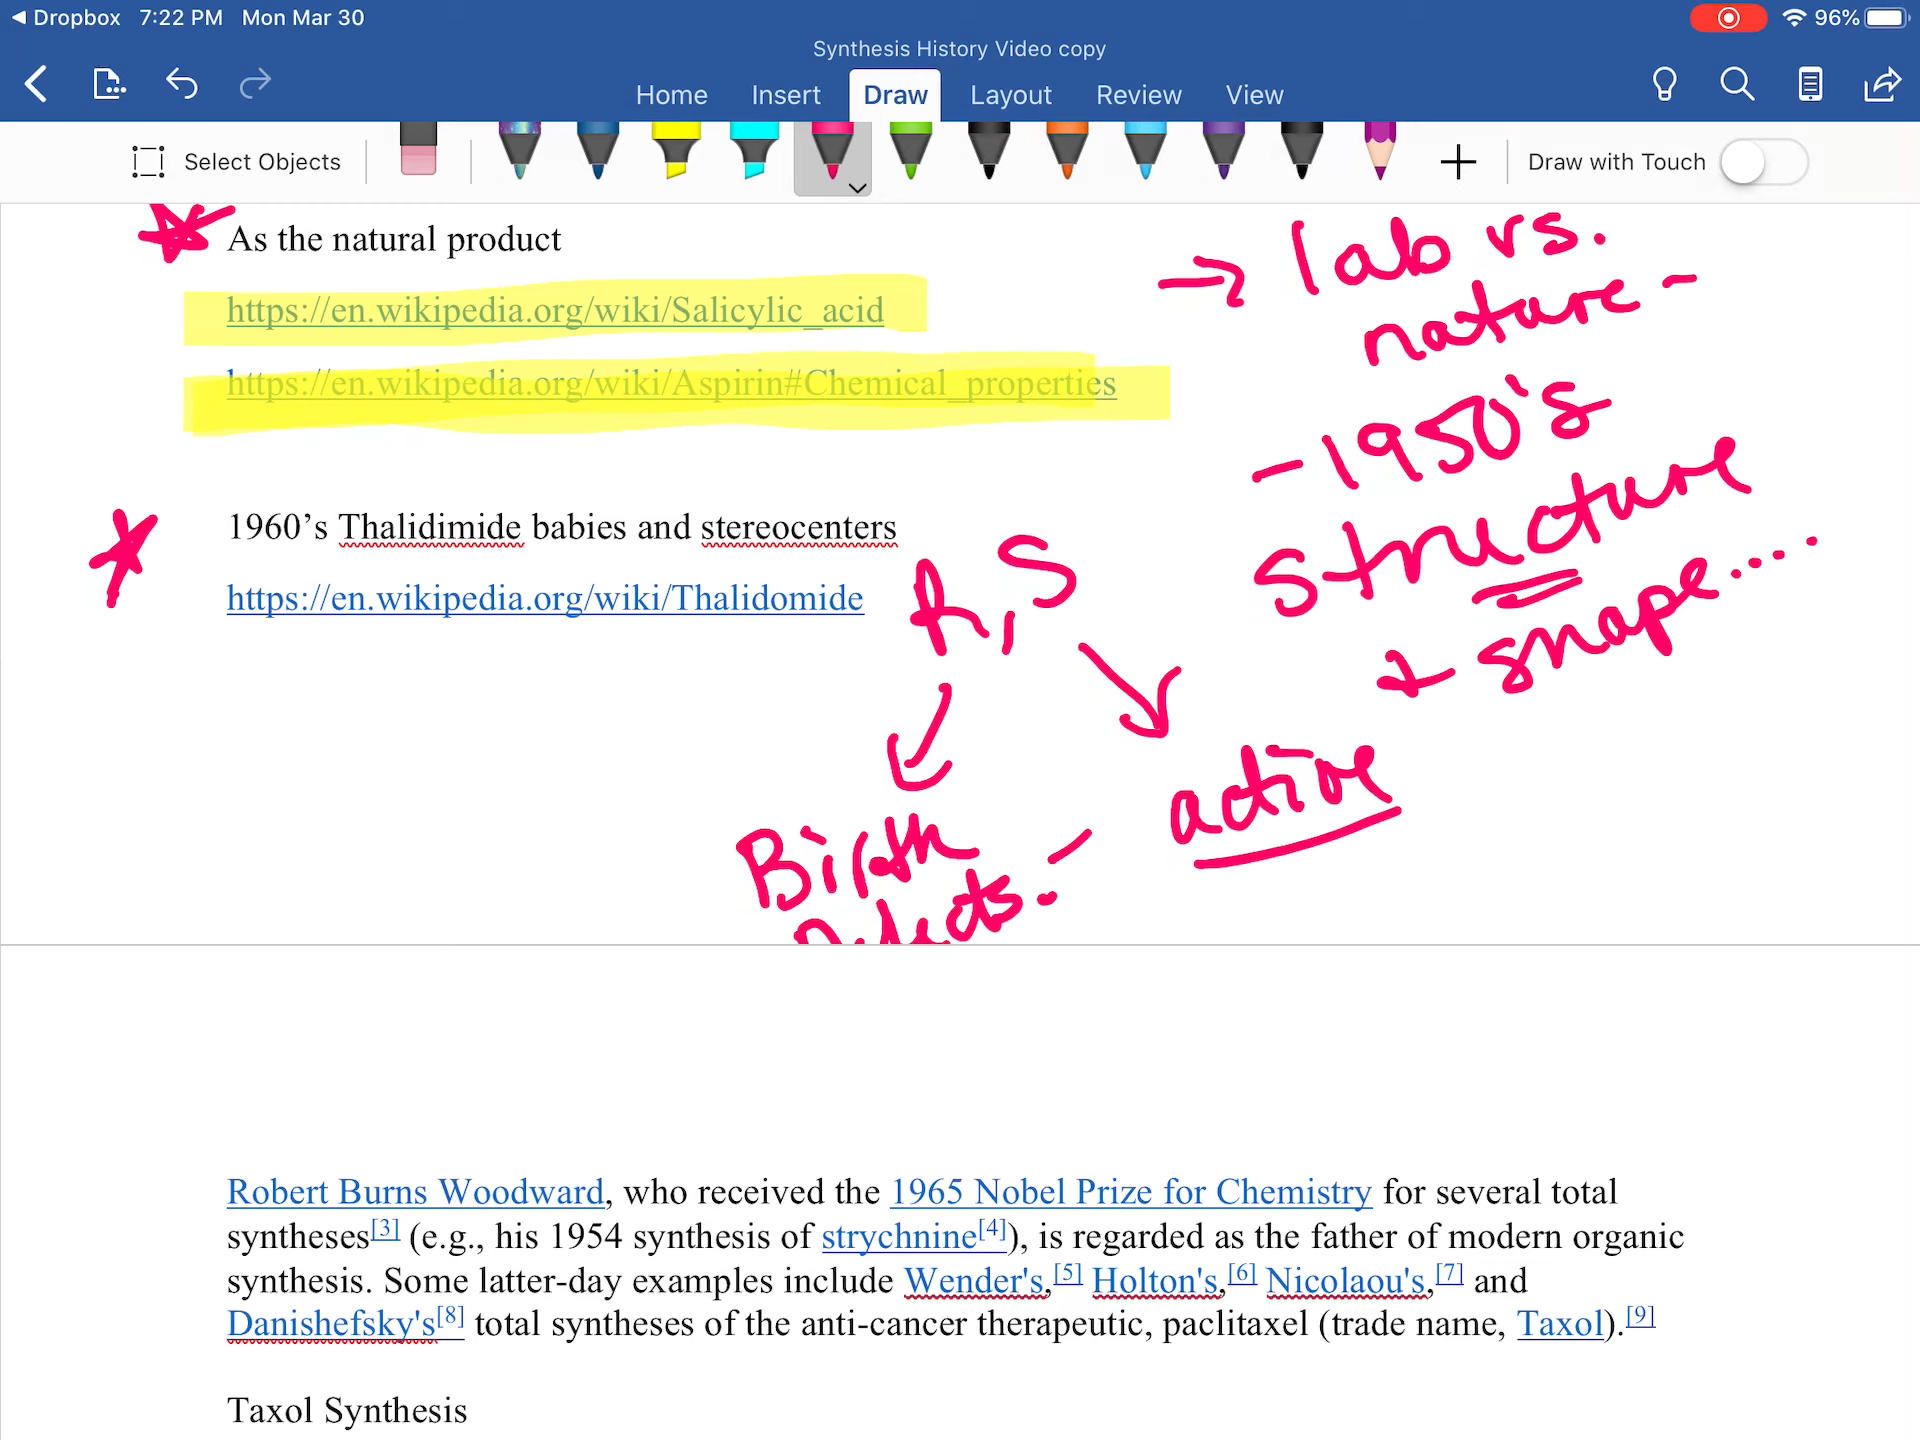 Dropbox 7:22 PM Mon Mar 30 96%
Synthesis History Video copy
Home Insert Draw Layout Review View
Select Objects Draw with Touch
As the natural product
https://en.wikipedia.org/wiki/Salicylic_acid
https://en.wikipedia.org/wiki/Aspirin#Chemical_properties
→ lab vs.
nature -
- 1950's
structure
+ shape....
1960’s Thalidimide babies and stereocenters
https://en.wikipedia.org/wiki/Thalidomide
R, S
active
Birth
Defects.
Robert Burns Woodward, who received the 1965 Nobel Prize for Chemistry for several total
syntheses[3] (e.g., his 1954 synthesis of strychnine[4]), is regarded as the father of modern organic
synthesis. Some latter-day examples include Wender's,[5] Holton's,[6] Nicolaou's,[7] and
Danishefsky's[8] total syntheses of the anti-cancer therapeutic, paclitaxel (trade name, Taxol).[9]
Taxol Synthesis